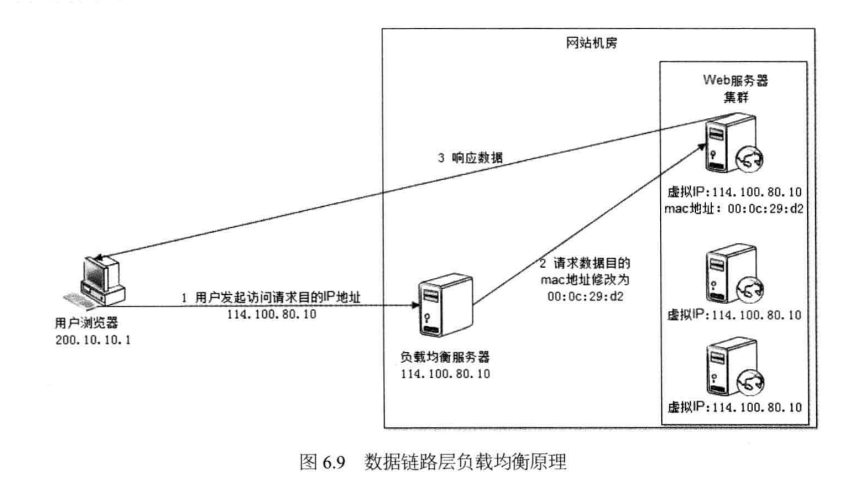 网站机房
Web服务器
集群
3 响应数据
虚拟IP:114.100.80.10
mac地址：00:0c:29:d2
2 请求数据目的
mac地址修改为
00:0c:29:d2
1 用户发起访问请求目的IP地址
114.100.80.10
用户浏览器
200.10.10.1
虚拟IP:114.100.80.10
负载均衡服务器
114.100.80.10
虚拟IP:114.100.80.10
图 6.9 数据链路层负载均衡原理